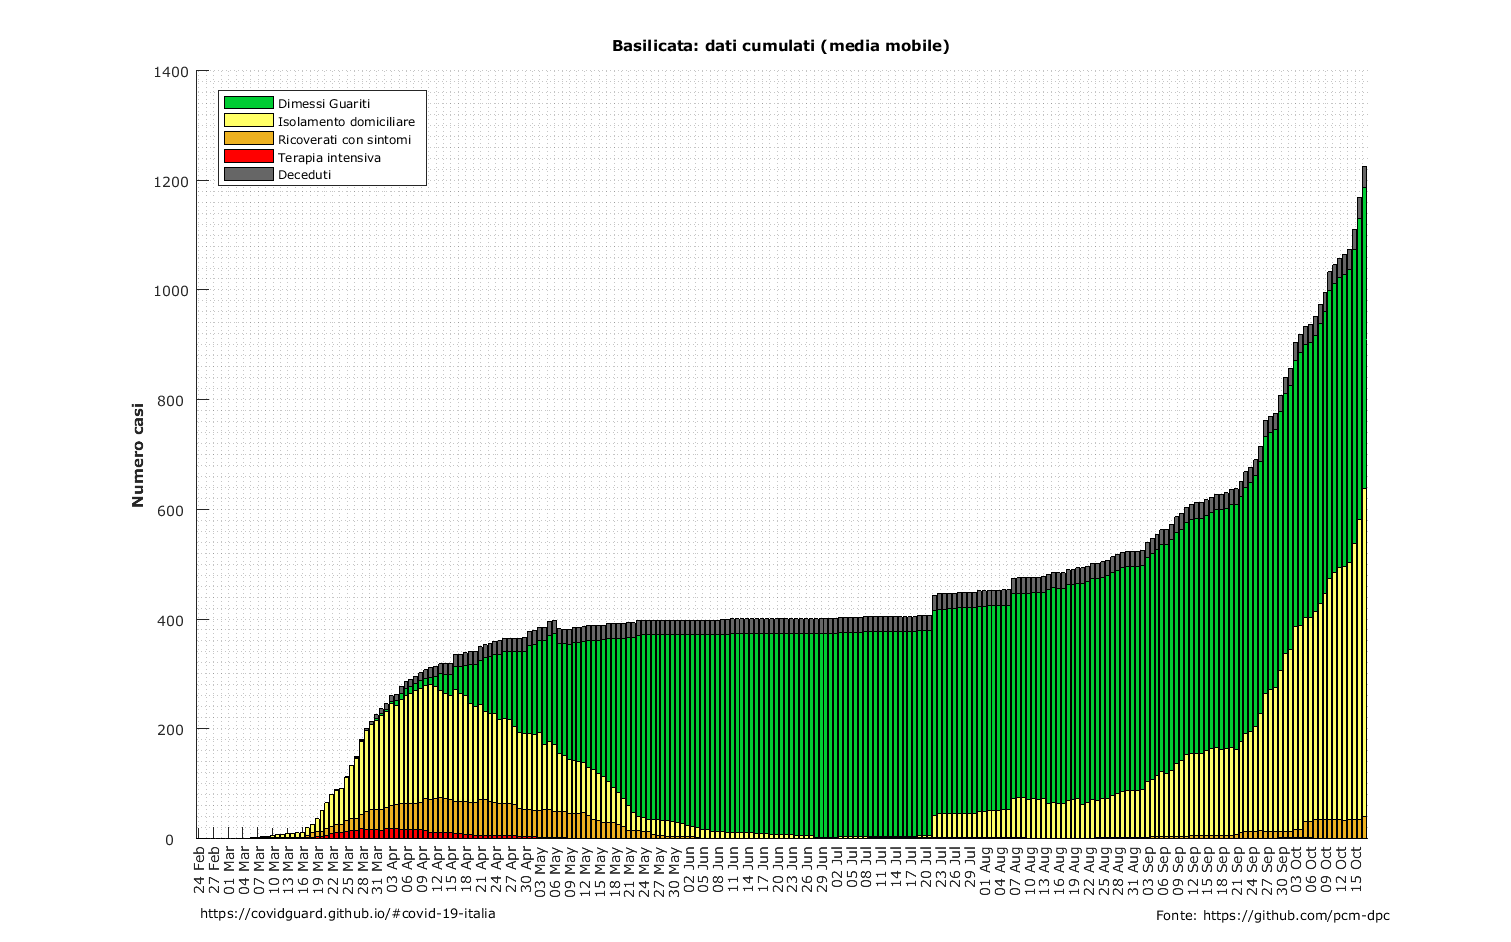 Basilicata: dati cumulati (media mobile)
1400
1200
1000
800
600
400
200
0
Numero casi
Dimessi Guariti
Isolamento domiciliare
Ricoverati con sintomi
Terapia intensiva
Deceduti
24 Feb
27 Feb
01 Mar
04 Mar
07 Mar
10 Mar
13 Mar
16 Mar
19 Mar
22 Mar
25 Mar
28 Mar
31 Mar
03 Apr
06 Apr
09 Apr
12 Apr
15 Apr
18 Apr
21 Apr
24 Apr
27 Apr
30 Apr
03 May
06 May
09 May
12 May
15 May
18 May
21 May
24 May
27 May
30 May
02 Jun
05 Jun
08 Jun
11 Jun
14 Jun
17 Jun
20 Jun
23 Jun
26 Jun
29 Jun
02 Jul
05 Jul
08 Jul
11 Jul
14 Jul
17 Jul
20 Jul
23 Jul
26 Jul
29 Jul
01 Aug
04 Aug
07 Aug
10 Aug
13 Aug
16 Aug
19 Aug
22 Aug
25 Aug
28 Aug
31 Aug
03 Sep
06 Sep
09 Sep
12 Sep
15 Sep
18 Sep
21 Sep
24 Sep
27 Sep
30 Sep
03 Oct
06 Oct
09 Oct
12 Oct
15 Oct
https://covidguard.github.io/#covid-19-italia
Fonte: https://github.com/pcm-dpc